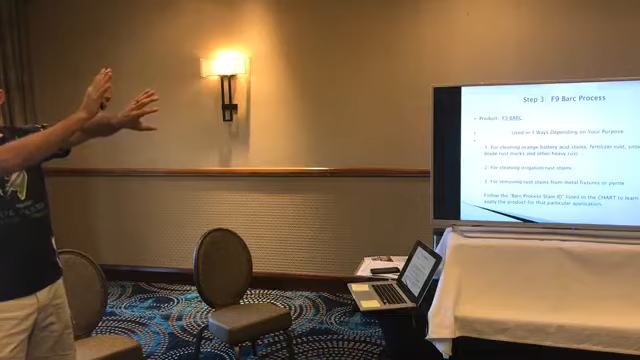 Step 3: F9 Barc Process
Product: F9 BARC
Used in 3 Ways Depending on Your Purpose
1. For cleaning orange battery acid stains, fertilizer rust, snow
blade rust marks and other heavy rust.
2. For cleaning irrigation rust stains.
3. For removing rust stains from metal fixtures or pyrite
Follow the "Barc Process Stain ID" listed in the CHART to learn
apply the product for that particular application.